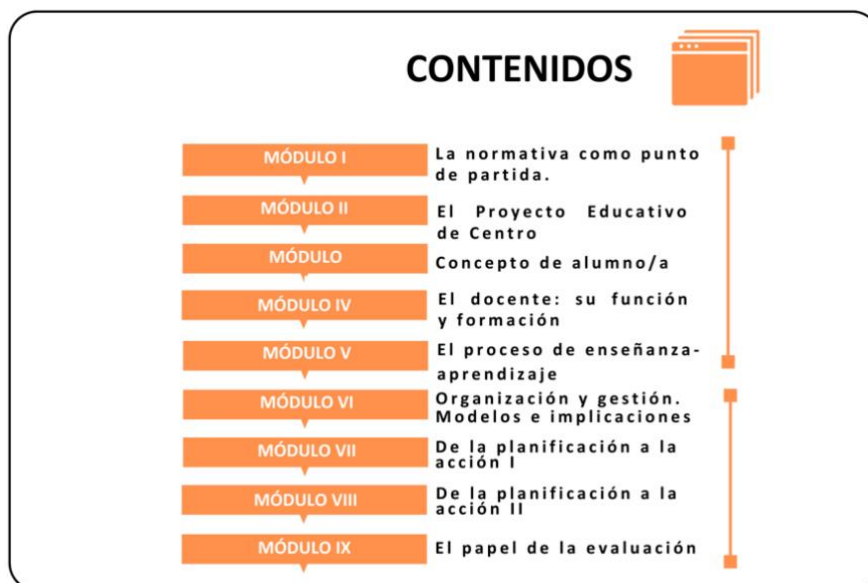 CONTENIDOS
MÓDULO I
La normativa como punto
de partida.
MÓDULO II
El Proyecto Educativo
de Centro
MÓDULO
Concepto de alumno/a
MÓDULO IV
El docente: su función
y formación
MÓDULO V
El proceso de enseñanza-
aprendizaje
MÓDULO VI
Organización y gestión.
Modelos e implicaciones
MÓDULO VII
De la planificación a la
acción I
MÓDULO VIII
De la planificación a la
acción II
MÓDULO IX
El papel de la evaluación